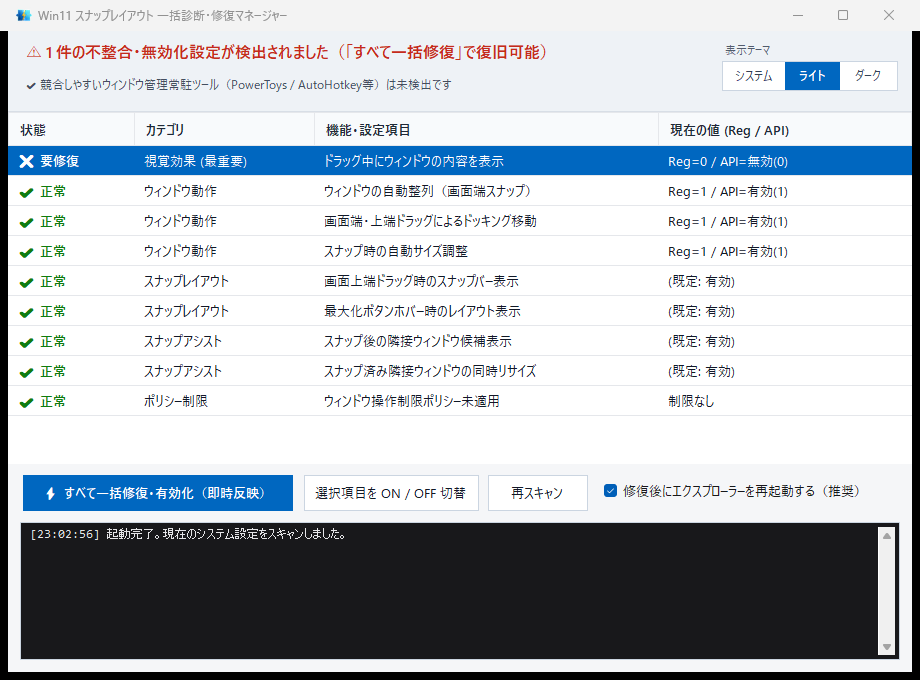 Win11 スナップレイアウト 一括診断・修復マネージャー
⚠ 1 件の不整合・無効化設定が検出されました（「すべて一括修復」で復旧可能）
表示テーマ
✔ 競合しやすいウィンドウ管理常駐ツール（PowerToys / AutoHotkey等）は未検出です
システム ライト ダーク
状態 カテゴリ 機能・設定項目 現在の値 (Reg / API)
✕ 要修復 視覚効果 (最重要) ドラッグ中にウィンドウの内容を表示 Reg=0 / API=無効(0)
✔ 正常 ウィンドウ動作 ウィンドウの自動整列（画面端スナップ） Reg=1 / API=有効(1)
✔ 正常 ウィンドウ動作 画面端・上端ドラッグによるドッキング移動 Reg=1 / API=有効(1)
✔ 正常 ウィンドウ動作 スナップ時の自動サイズ調整 Reg=1 / API=有効(1)
✔ 正常 スナップレイアウト 画面上端ドラッグ時のスナップバー表示 (既定: 有効)
✔ 正常 スナップレイアウト 最大化ボタンホバー時のレイアウト表示 (既定: 有効)
✔ 正常 スナップアシスト スナップ後の隣接ウィンドウ候補表示 (既定: 有効)
✔ 正常 スナップアシスト スナップ済み隣接ウィンドウの同時リサイズ (既定: 有効)
✔ 正常 ポリシー制限 ウィンドウ操作制限ポリシー未適用 制限なし
すべて一括修復・有効化（即時反映） 選択項目を ON / OFF 切替 再スキャン 修復後にエクスプローラーを再起動する（推奨）
[23:02:56] 起動完了。現在のシステム設定をスキャンしました。